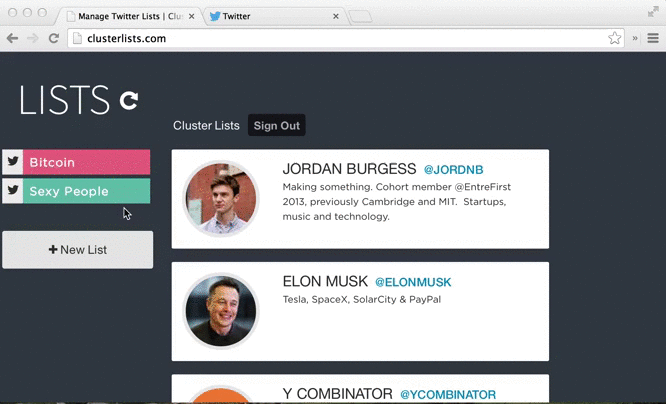 Manage Twitter Lists | Clus
Twitter
clusterlists.com
LISTS
Cluster Lists
Sign Out
Bitcoin
Sexy People
+ New List
JORDAN BURGESS @JORDNB
Making something. Cohort member @EntreFirst
2013, previously Cambridge and MIT. Startups,
music and technology.
ELON MUSK @ELONMUSK
Tesla, SpaceX, SolarCity & PayPal
Y COMBINATOR @YCOMBINATOR